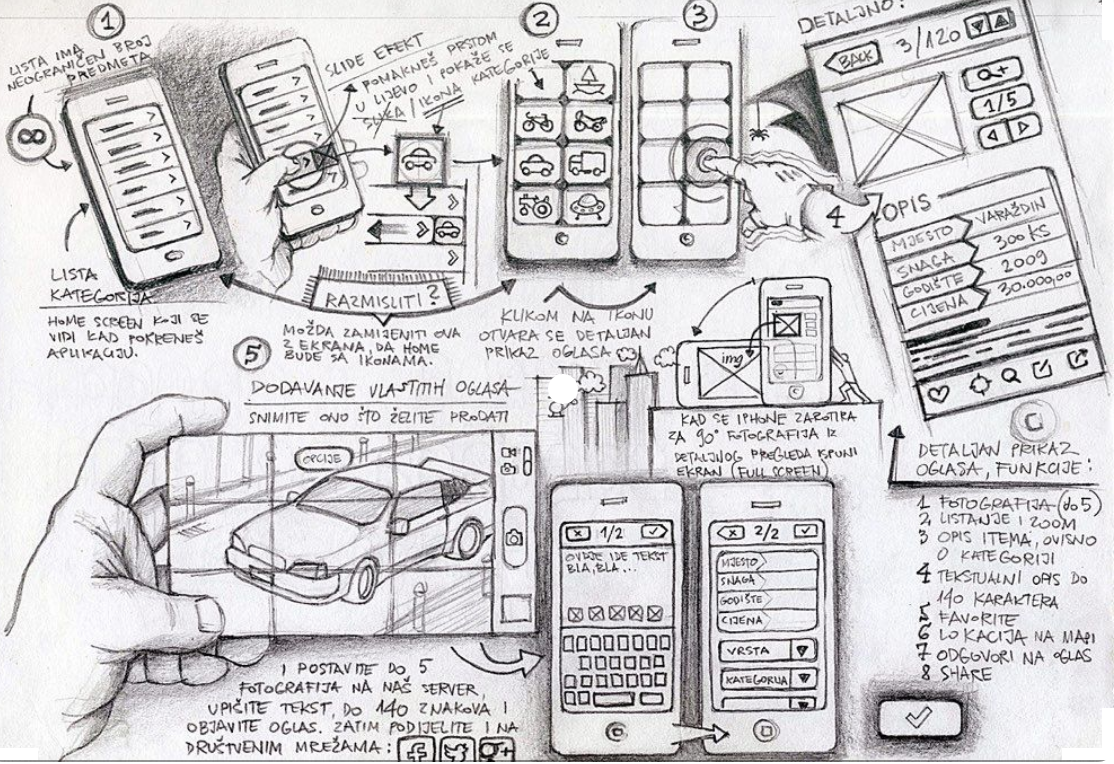 1
LISTA IMA
NEOGRANIČEN BROJ
PREDMETA
∞
LISTA
KATEGORIJA
HOME SCREEN KOJI SE
VIDI KAD POKRENEŠ
APLIKACIJU.
SLIDE EFEKT
POMAKNEŠ PRSTOM
U LIJEVO I POKAŽE SE
SLIKA / IKONA
KATEGORIJE
RAZMISLITI?
MOŽDA ZAMIJENITI OVA
2 EKRANA, DA HOME
BUDE SA IKONAMA.
2
3
KLIKOM NA IKONU
OTVARA SE DETALJAN
PRIKAZ OGLASA
DETALJNO:
BACK
3/120
Q+
1/5
4
OPIS
MJESTO VARAŽDIN
SNAGA 300 KS
GODIŠTE 2009
CIJENA 30.000,00
img
KAD SE IPHONE ZAROTIRA
ZA 90° FOTOGRAFIJA IZ
DETALJNOG PREGLEDA ISPUNI
EKRAN (FULL SCREEN)
DETALJAN PRIKAZ
OGLASA, FUNKCIJE:
1 FOTOGRAFIJA (do 5)
2 LISTANJE I ZOOM
3 OPIS ITEMA, OVISNO
O KATEGORIJI
4 TEKSTUALNI OPIS DO
140 KARAKTERA
5 FAVORITE
6 LOKACIJA NA MAPI
7 ODGOVORI NA OGLAS
8 SHARE
5
DODAVANJE VLASTITIH OGLASA
SNIMITE ONO ŠTO ŽELITE PRODATI
OPCIJE
I POSTAVITE DO 5
FOTOGRAFIJA NA NAŠ SERVER,
UPIŠITE TEKST, DO 140 ZNAKOVA I
OBJAVITE OGLAS. ZATIM PODIJELITE I NA
DRUŠTVENIM MREŽAMA: f g+
X 1/2
OVDJE IDE TEKST
BLA, BLA...
X 2/2
MJESTO
SNAGA
GODIŠTE
CIJENA
VRSTA
KATEGORIJA